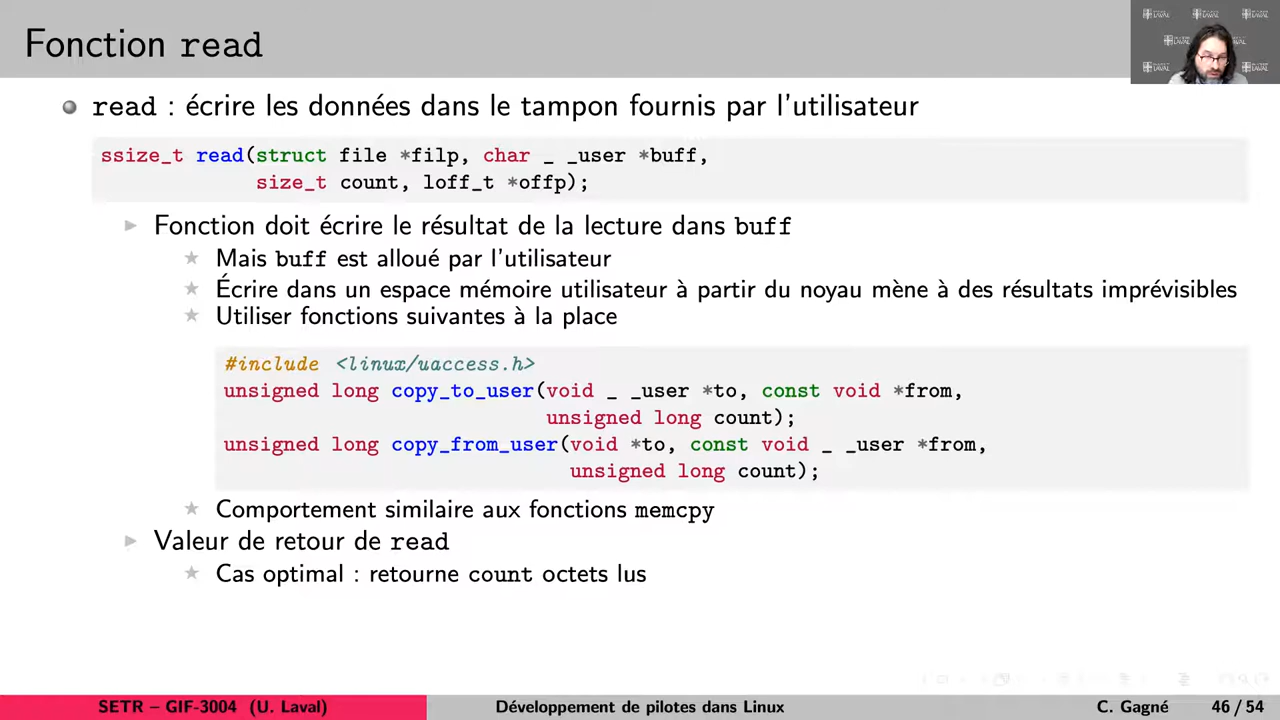 Fonction read
read : écrire les données dans le tampon fournis par l'utilisateur
ssize_t read(struct file *filp, char _ _user *buff,
size_t count, loff_t *offp);
Fonction doit écrire le résultat de la lecture dans buff
Mais buff est alloué par l'utilisateur
Écrire dans un espace mémoire utilisateur à partir du noyau mène à des résultats imprévisibles
Utiliser fonctions suivantes à la place
#include <linux/uaccess.h>
unsigned long copy_to_user(void _ _user *to, const void *from,
unsigned long count);
unsigned long copy_from_user(void *to, const void _ _user *from,
unsigned long count);
Comportement similaire aux fonctions memcpy
Valeur de retour de read
Cas optimal : retourne count octets lus
SETR – GIF-3004 (U. Laval) Développement de pilotes dans Linux C. Gagné 46 / 54